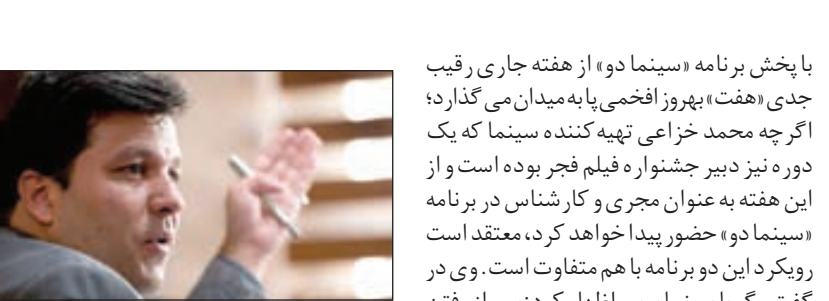 با پخش برنامه «سینما دو» از هفته جاری رقیب
جدی «هفت» بهروز افخمی پا به میدان می گذارد؛
اگر چه محمد خزاعی تهیه کننده سینما که یک
دوره نیز دبیر جشنواره فیلم فجر بوده است و از
این هفته به عنوان مجری و کارشناس در برنامه
«سینما دو» حضور پیدا خواهد کرد، معتقد است
رویکرد این دو برنامه با هم متفاوت است. وی در